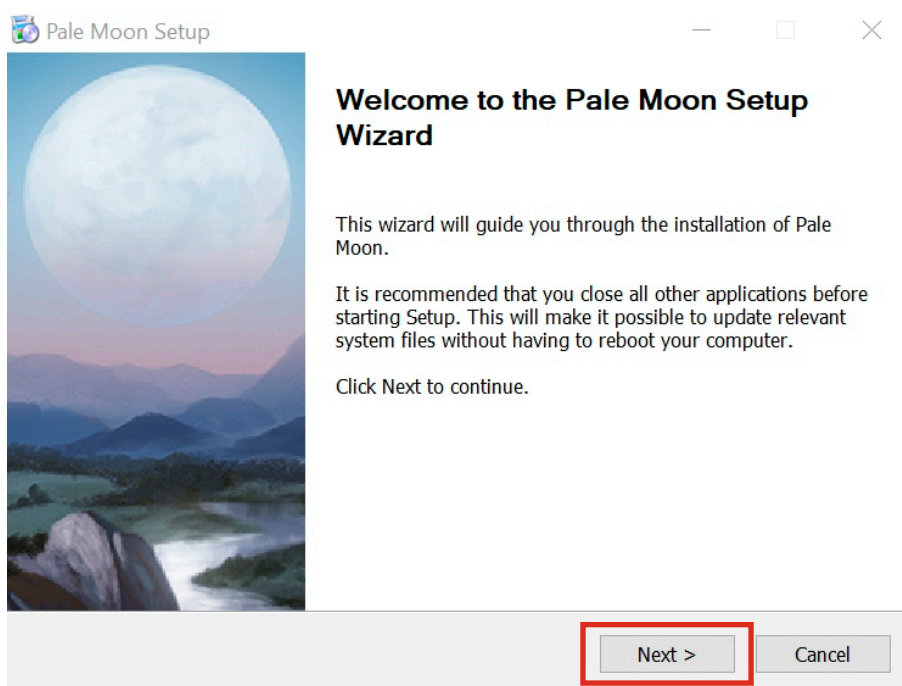 Pale Moon Setup
Welcome to the Pale Moon Setup
Wizard
This wizard will guide you through the installation of Pale
Moon.
It is recommended that you close all other applications before
starting Setup. This will make it possible to update relevant
system files without having to reboot your computer.
Click Next to continue.
Next >
Cancel